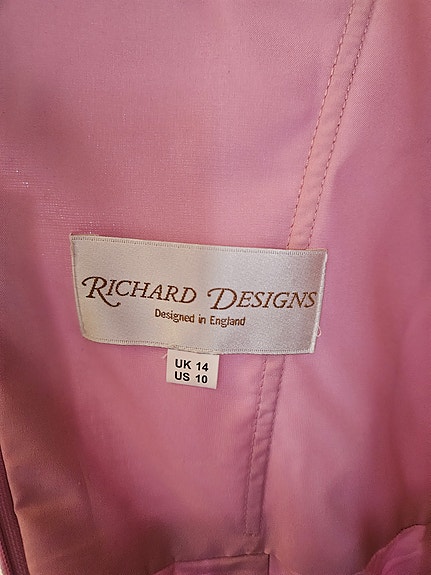 RICHARD DESIGNS
Designed in England
UK 14
US 10